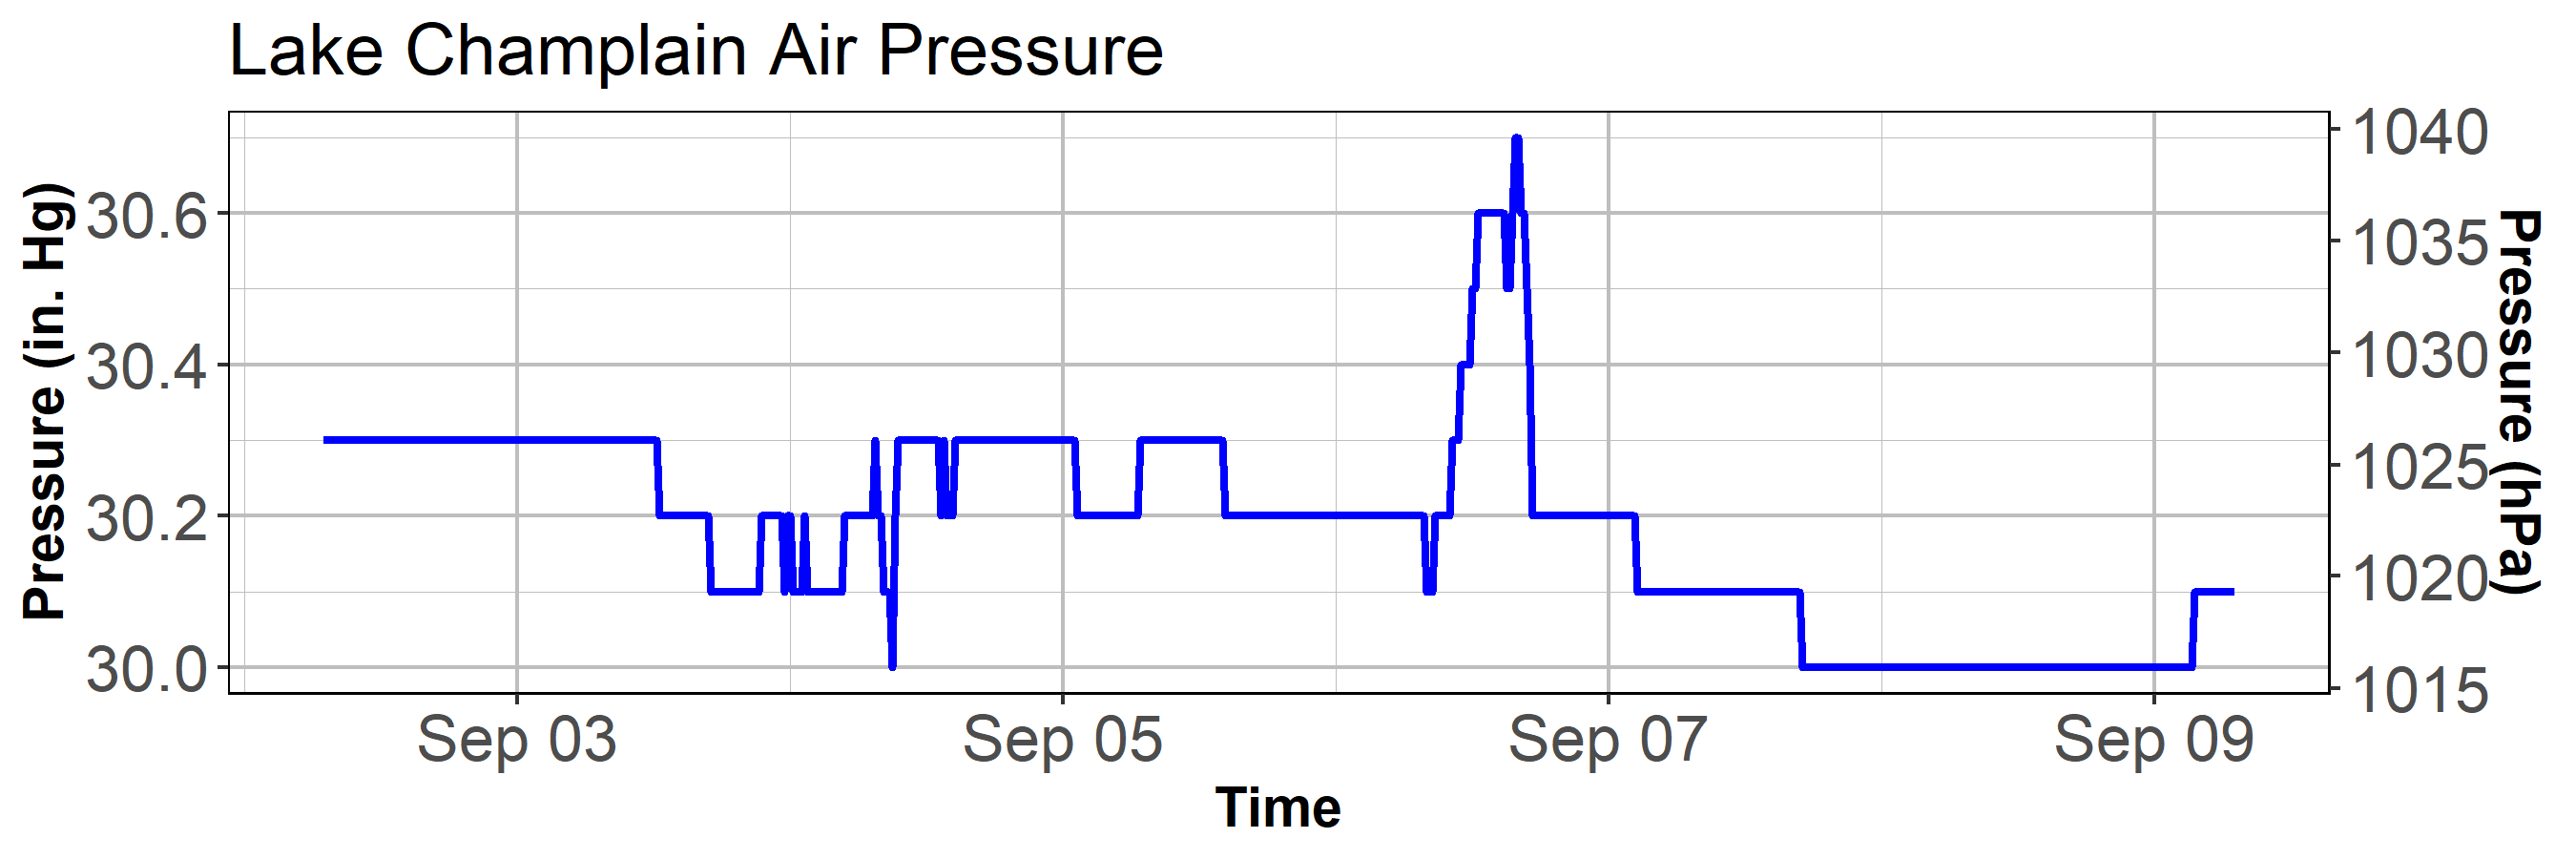 Lake Champlain Air Pressure
Pressure (in. Hg)
30.6
30.4
30.2
30.0
1040
1035
1030
1025
1020
1015
Pressure (hPa)
Sep 03 Sep 05 Sep 07 Sep 09
Time